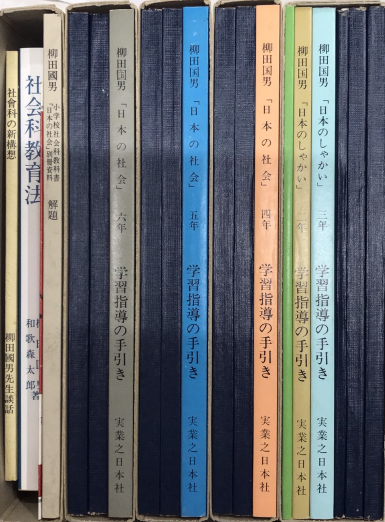 社會科の新構想 柳田國男先生談話
社会科教育法
和歌森太郎 著
柳田國男
小学校社会科教科書
『日本の社会』別冊資料
解題
柳田国男「日本の社会」 六年 学習指導の手引き 実業之日本社
柳田国男「日本の社会」 五年 学習指導の手引き 実業之日本社
柳田国男「日本の社会」 四年 学習指導の手引き 実業之日本社
柳田国男「日本のしゃかい」 二年 学習指導の手引き 実業之日本社
柳田国男「日本のしゃかい」 三年 学習指導の手引き 実業之日本社